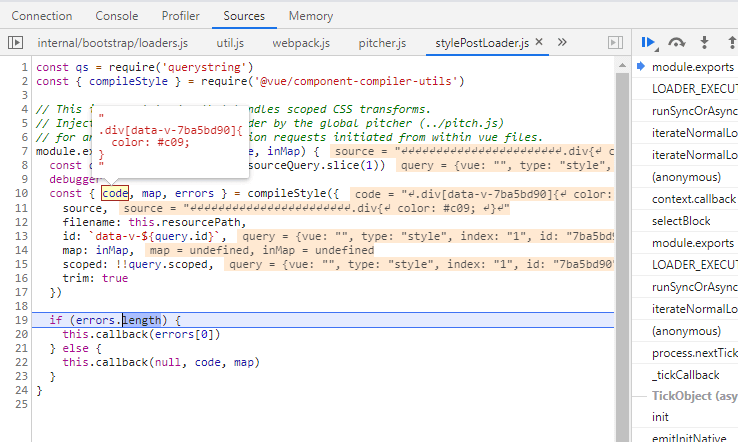 Connection Console Profiler Sources Memory
internal/bootstrap/loaders.js util.js webpack.js pitcher.js stylePostLoader.js × »
1 const qs = require('querystring')
2 const { compileStyle } = require('@vue/component-compiler-utils')
3
4 // This
ndles scoped CSS transforms.
5 // Injec
der by the global pitcher (../pitch.js)
6 // for a
ion requests initiated from within vue files.
"
.div[data-v-7ba5bd90]{
color: #c09;
}
"
7 module.ex
e, inMap) { source = "↲↲↲↲↲↲↲↲↲↲↲↲↲↲↲↲↲↲↲↲↲↲↲.div{↲ c
8 const q
sourceQuery.slice(1)) query = {vue: "", type: "style",
9 debugge
10 const { code, map, errors } = compileStyle({ code = "↲.div[data-v-7ba5bd90]{↲ color:
11 source, source = "↲↲↲↲↲↲↲↲↲↲↲↲↲↲↲↲↲↲↲↲↲↲↲.div{↲ color: #c09; ↲}↲"
12 filename: this.resourcePath,
13 id: `data-v-${query.id}`, query = {vue: "", type: "style", index: "1", id: "7ba5bd9
14 map: inMap, map = undefined, inMap = undefined
15 scoped: !!query.scoped, query = {vue: "", type: "style", index: "1", id: "7ba5bd90"
16 trim: true
17 })
18
19 if (errors.length) {
20 this.callback(errors[0])
21 } else {
22 this.callback(null, code, map)
23 }
24 }
25
module.exports
LOADER_EXECUT
runSyncOrAsync
iterateNormalLo
iterateNormalLo
(anonymous)
context.callback
selectBlock
module.exports
LOADER_EXECUT
runSyncOrAsync
iterateNormalLo
(anonymous)
process.nextTick
_tickCallback
TickObject (asy
init
emitInitNative